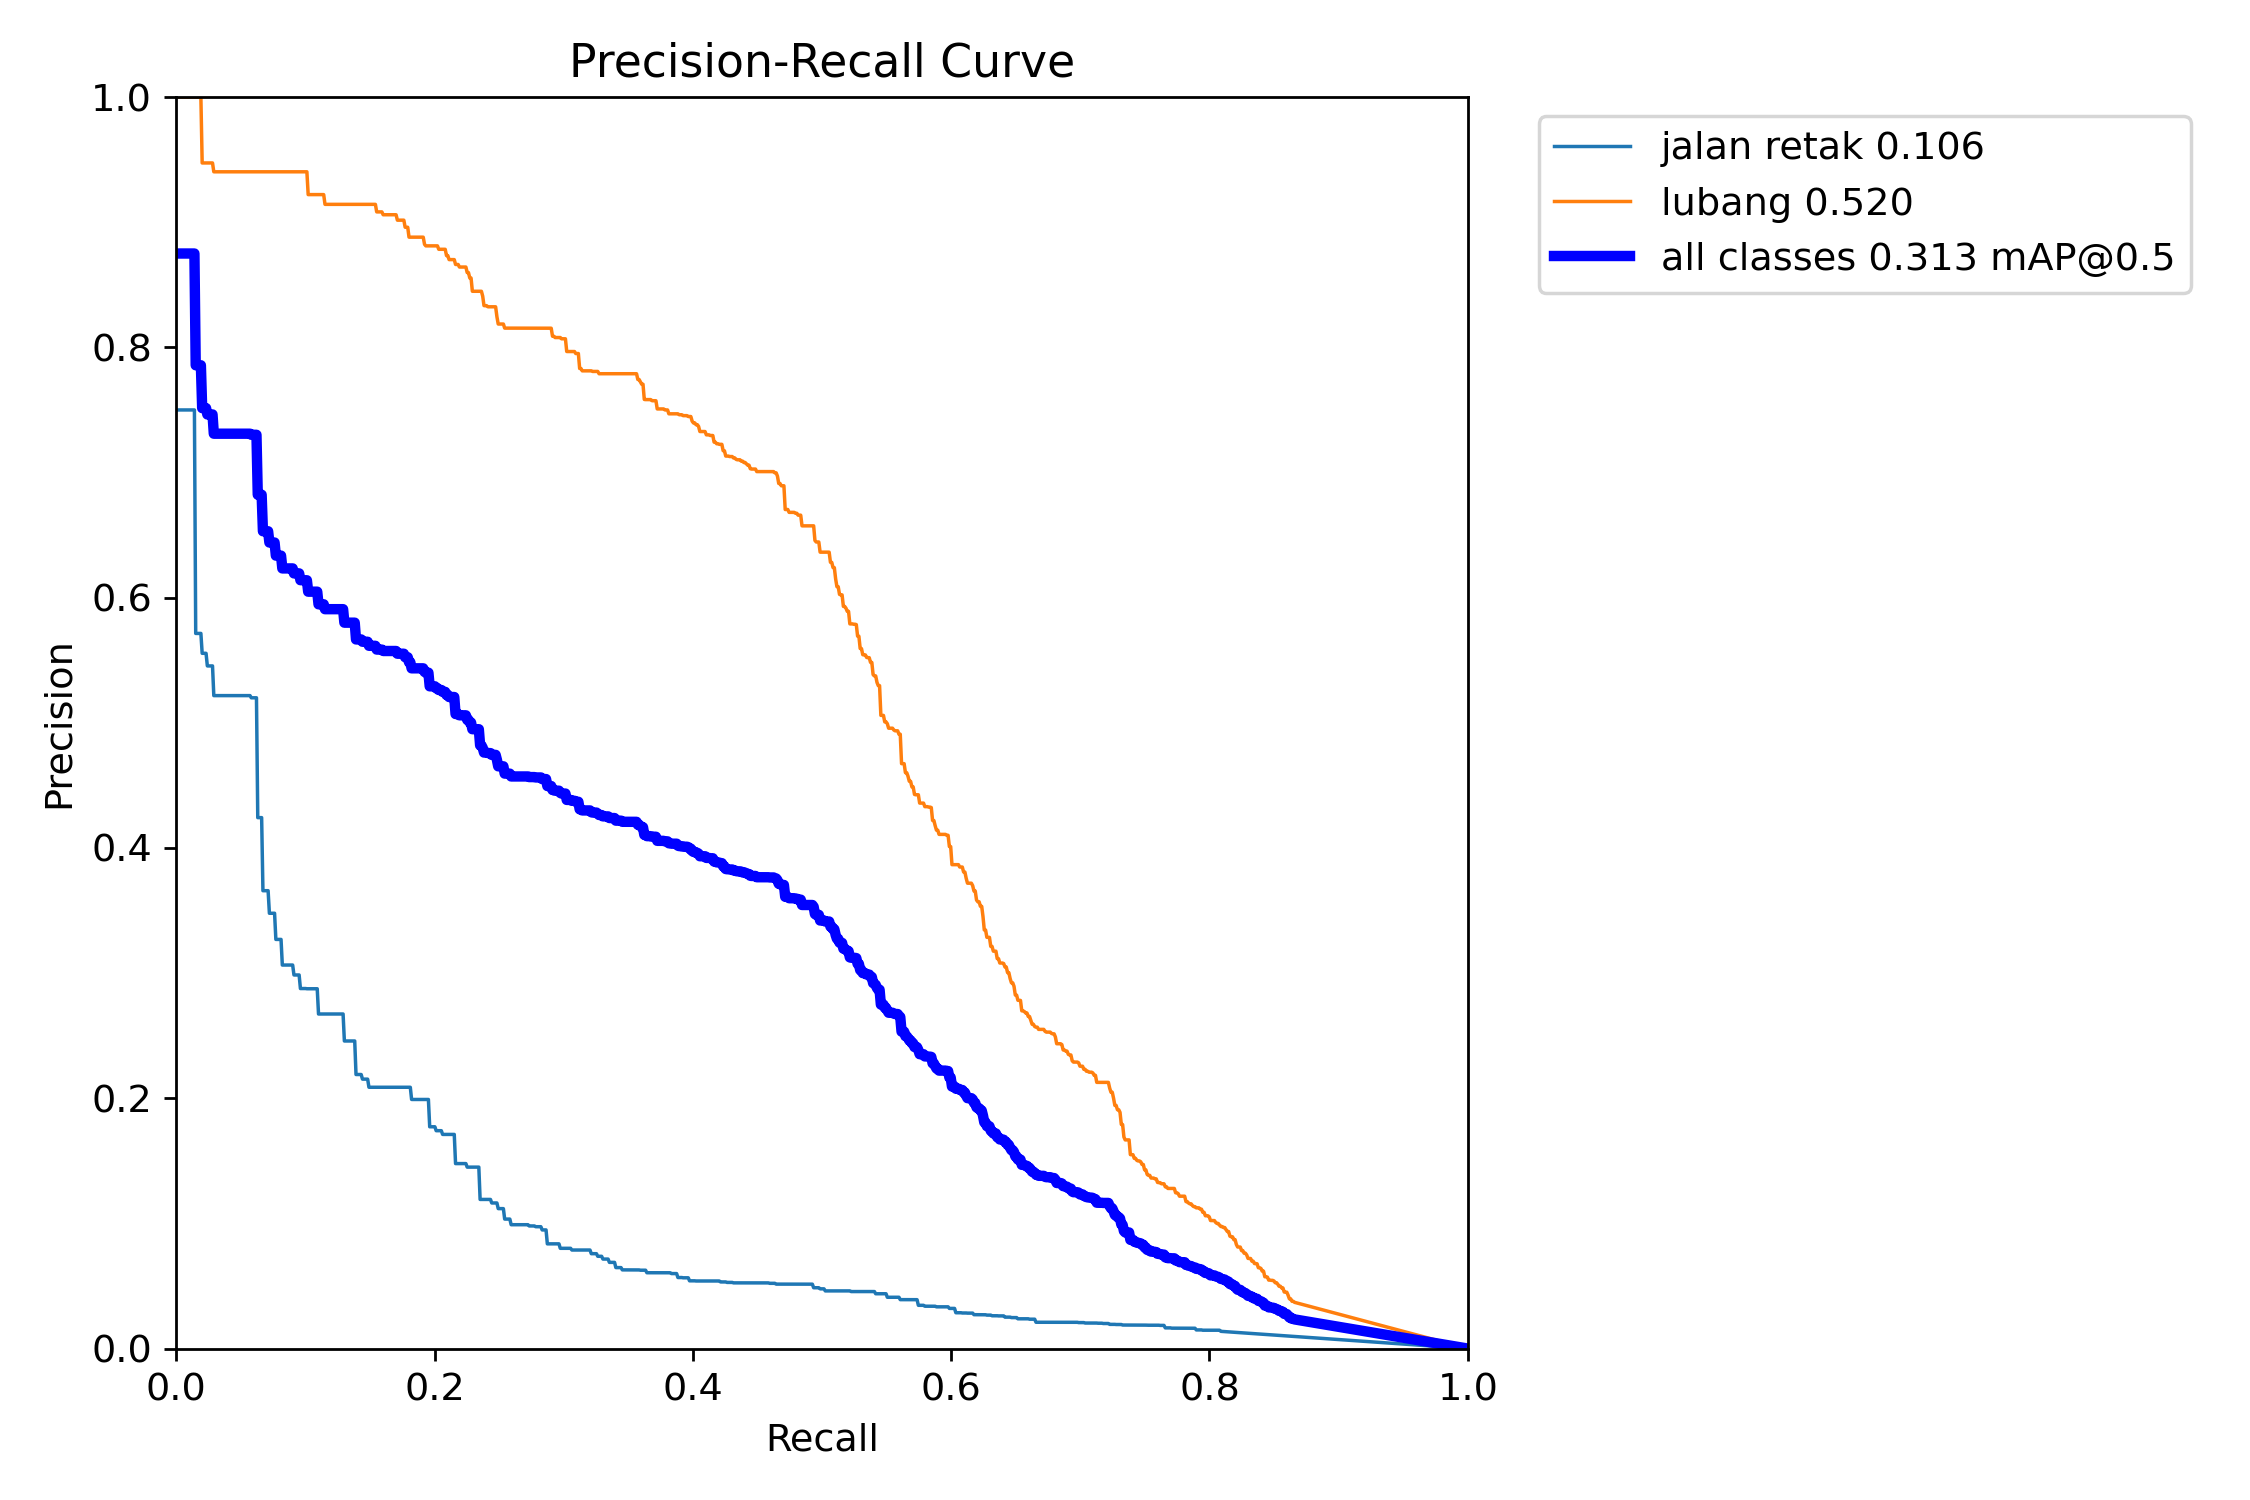 Precision-Recall Curve
1.0
0.8
0.6
0.4
0.2
0.0
Precision
0.0 0.2 0.4 0.6 0.8 1.0
Recall
jalan retak 0.106
lubang 0.520
all classes 0.313 mAP@0.5